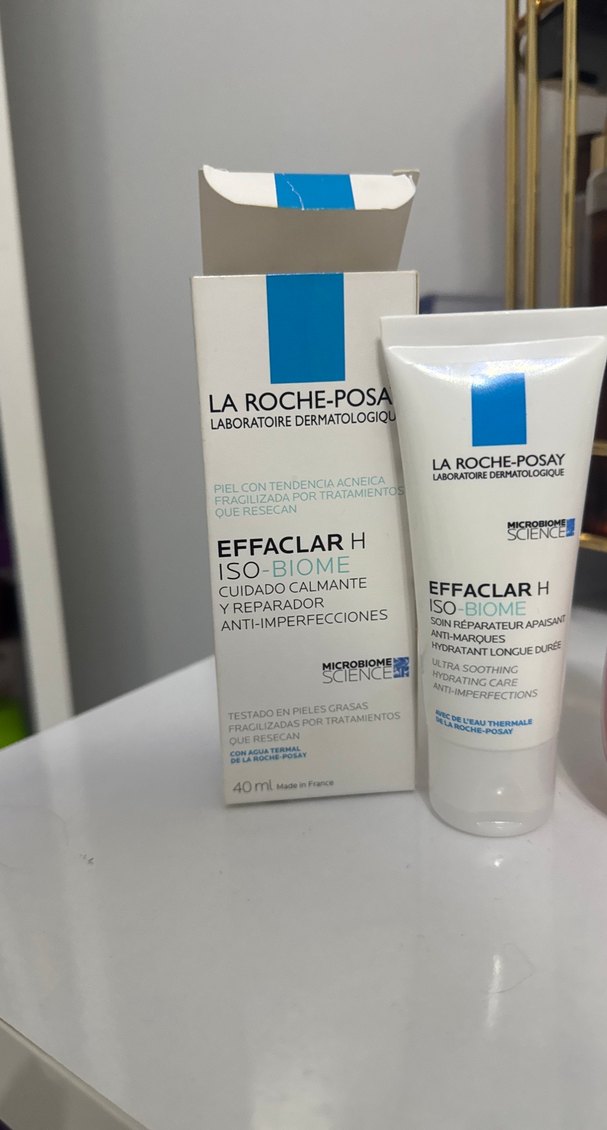 LA ROCHE-POSA
LABORATOIRE DERMATOLOGIQU
PIEL CON TENDENCIA ACNEICA
FRAGILIZADA POR TRATAMIENTOS
QUE RESECAN
EFFACLAR H
ISO-BIOME
CUIDADO CALMANTE
Y REPARADOR
ANTI-IMPERFECCIONES
MICROBIOME
SCIENCE
TESTADO EN PIELES GRASAS
FRAGILIZADAS POR TRATAMIENTOS
QUE RESECAN
CON AGUA TERMAL
DE LA ROCHE-POSAY
40 ml Made in France
LA ROCHE-POSAY
LABORATOIRE DERMATOLOGIQUE
MICROBIOME
SCIENCE
EFFACLAR H
ISO-BIOME
SOIN RÉPARATEUR APAISANT
ANTI-MARQUES
HYDRATANT LONGUE DURÉE
ULTRA SOOTHING
HYDRATING CARE
ANTI-IMPERFECTIONS
AVEC DE L'EAU THERMALE
DE LA ROCHE-POSAY